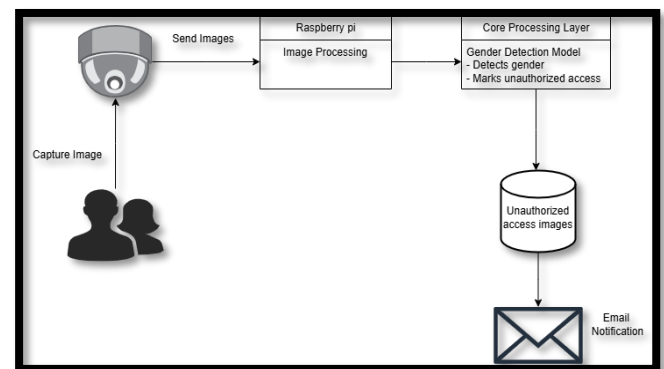 Send Images
Raspberry pi
Image Processing
Core Processing Layer
Gender Detection Model
- Detects gender
- Marks unauthorized access
Capture Image
Unauthorized
access images
Email
Notification